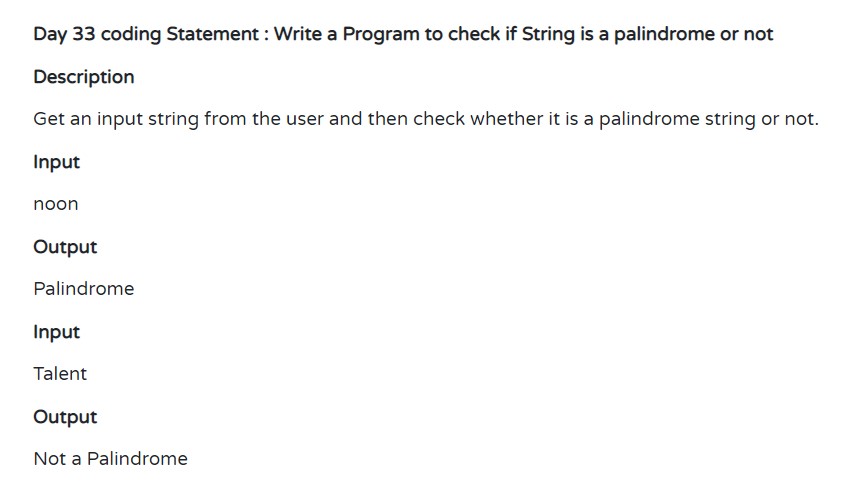 Day 33 coding Statement : Write a Program to check if String is a palindrome or not
Description
Get an input string from the user and then check whether it is a palindrome string or not.
Input
noon
Output
Palindrome
Input
Talent
Output
Not a Palindrome